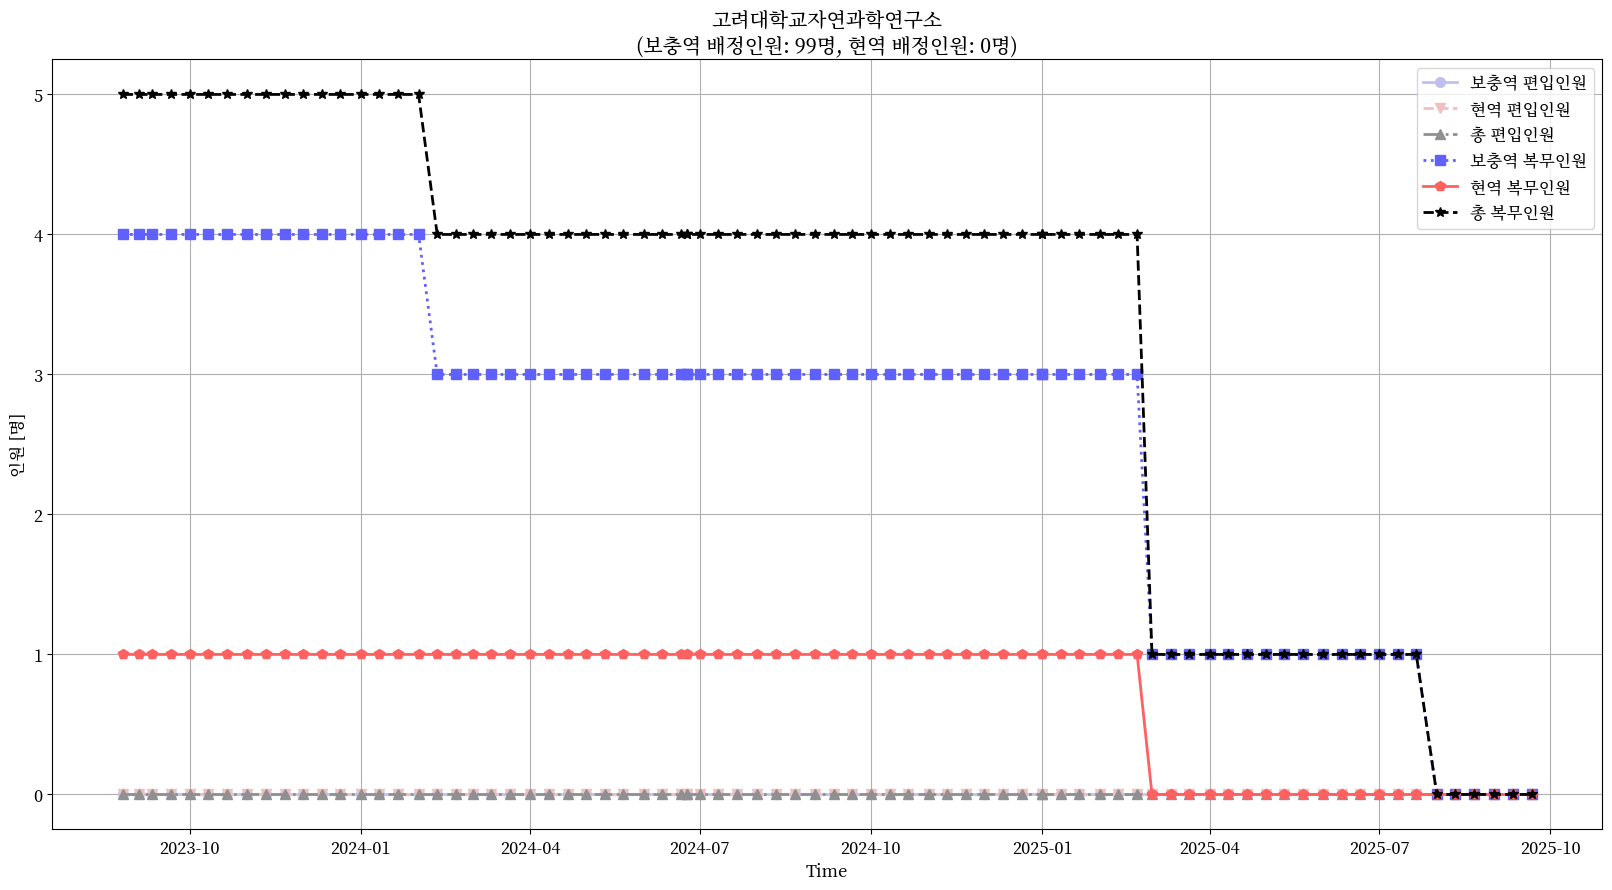 고려대학교자연과학연구소
(보충역 배정인원: 99명, 현역 배정인원: 0명)
보충역 편입인원
현역 편입인원
총 편입인원
보충역 복무인원
현역 복무인원
총 복무인원
인원 [명]
5
4
3
2
1
0
2023-10
2024-01
2024-04
2024-07
2024-10
2025-01
2025-04
2025-07
2025-10
Time